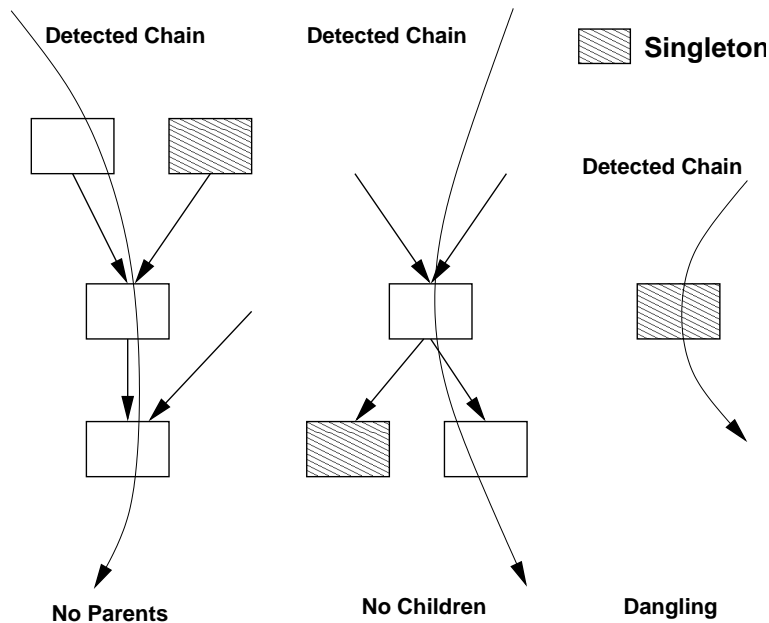 Detected Chain
Detected Chain
Singleton
Detected Chain
No Parents
No Children
Dangling